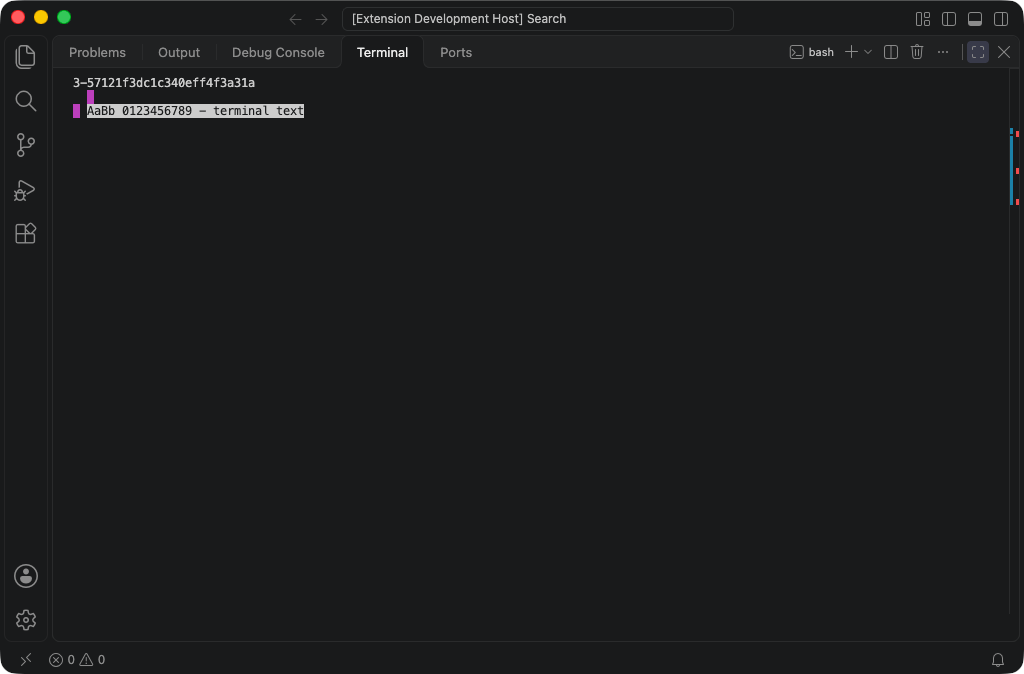 [Extension Development Host] Search
Problems Output Debug Console Terminal Ports bash
3-57121f3dc1c340eff4f3a31a
AaBb 0123456789 - terminal text
0 0